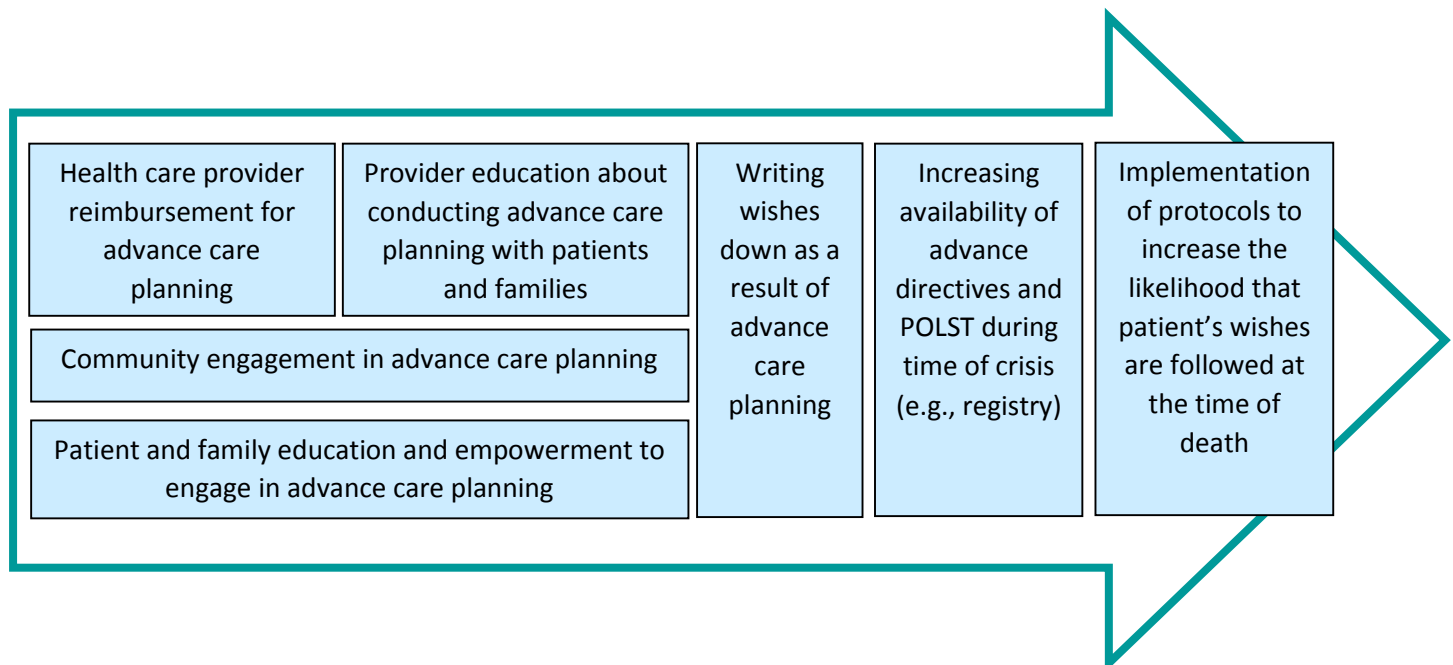 Health care provider
reimbursement for
advance care
planning
Provider education about
conducting advance care
planning with patients
and families
Community engagement in advance care planning
Patient and family education and empowerment to
engage in advance care planning
Writing
wishes
down as a
result of
advance
care
planning
Increasing
availability of
advance
directives and
POLST during
time of crisis
(e.g., registry)
Implementation
of protocols to
increase the
likelihood that
patient’s wishes
are followed at
the time of
death